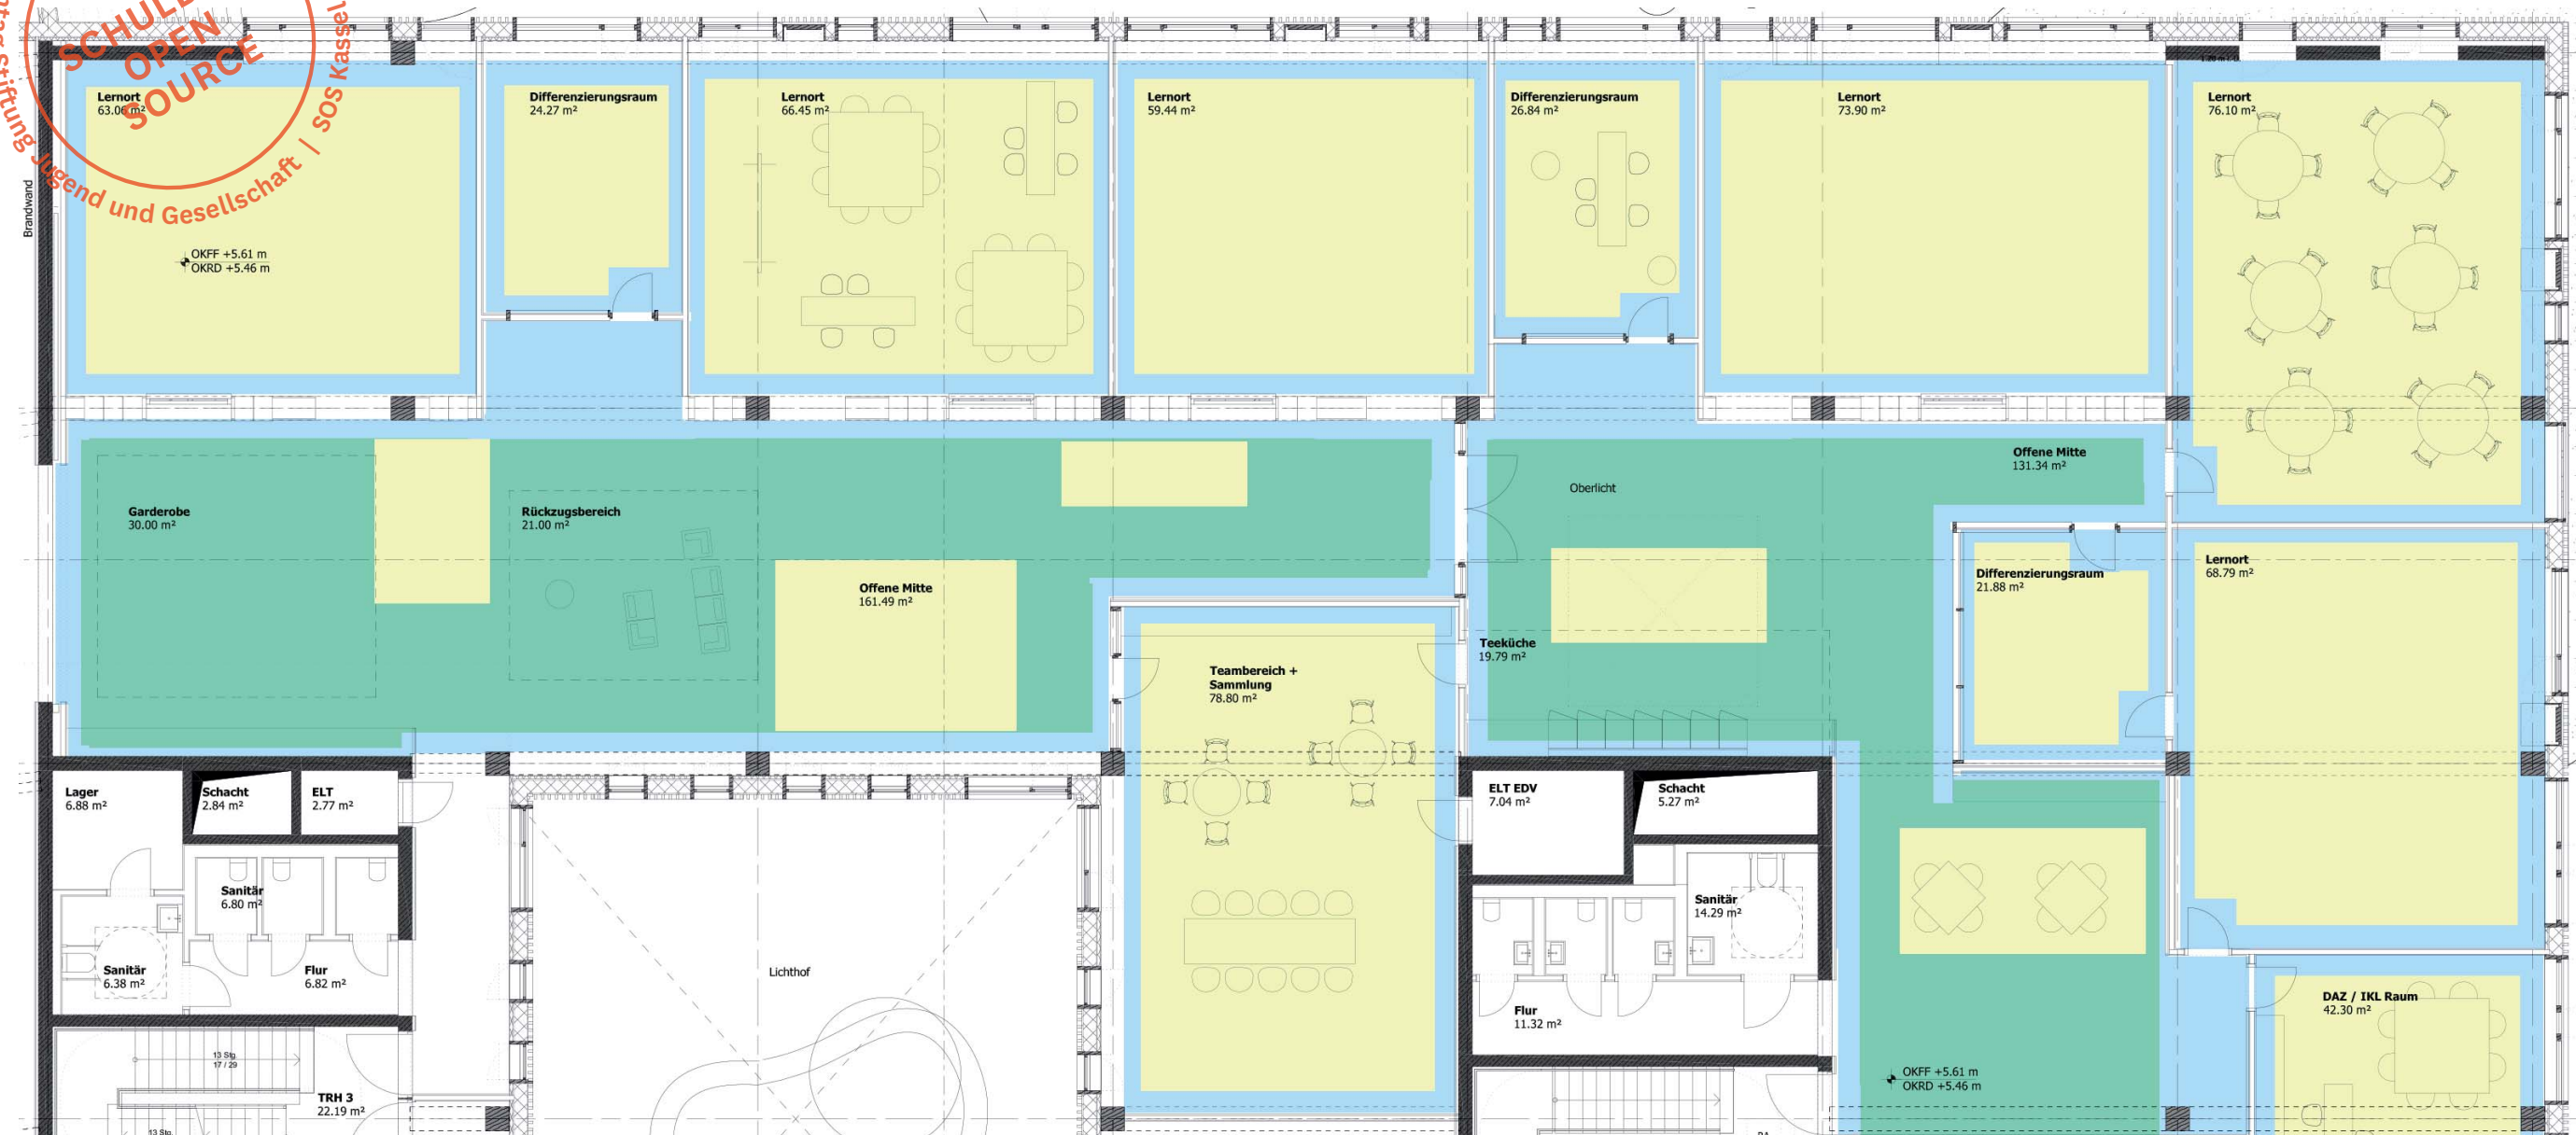 SCHULE
OPEN
SOURCE
Stiftung Jugend und Gesellschaft | SOS Kassel
Brandwand
Lernort
63.06 m²
OKFF +5.61 m
OKRD +5.46 m
Differenzierungsraum
24.27 m²
Lernort
66.45 m²
Lernort
59.44 m²
Differenzierungsraum
26.84 m²
Lernort
73.90 m²
Lernort
76.10 m²
Garderobe
30.00 m²
Rückzugsbereich
21.00 m²
Offene Mitte
161.49 m²
Oberlicht
Offene Mitte
131.34 m²
Teeküche
19.79 m²
Differenzierungsraum
21.88 m²
Lernort
68.79 m²
Teambereich +
Sammlung
78.80 m²
Lager
6.88 m²
Schacht
2.84 m²
ELT
2.77 m²
ELT EDV
7.04 m²
Schacht
5.27 m²
Sanitär
6.80 m²
Sanitär
14.29 m²
Sanitär
6.38 m²
Flur
6.82 m²
Lichthof
Flur
11.32 m²
DAZ / IKL Raum
42.30 m²
13 Stg
17 / 29
TRH 3
22.19 m²
OKFF +5.61 m
OKRD +5.46 m
13 Stg